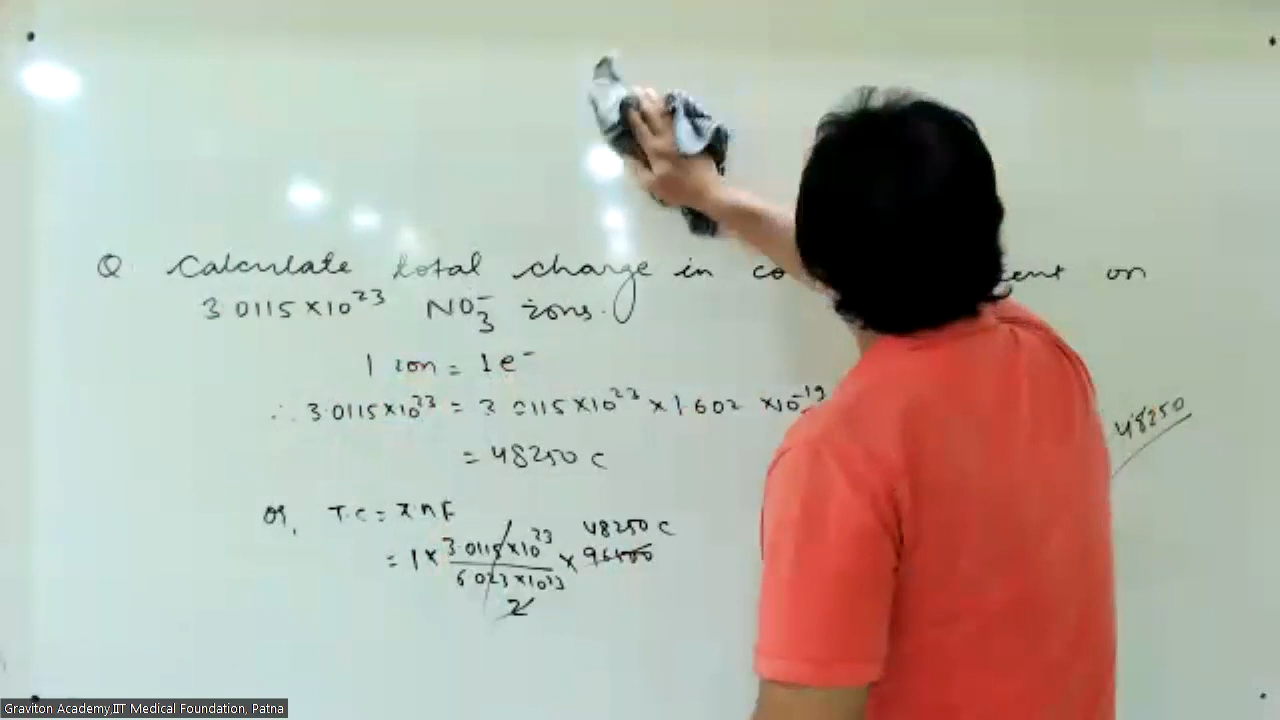 Q Calculate total charge in co ent on
3.0115×10²³ NO₃⁻ ions.
1 ion = 1e⁻
∴ 3.0115×10²³ = 3.0115×10²³ × 1.602 ×10⁻¹⁹
= 48250 C
48250
or, T.C = x n F
= 1 × 3.0115×10²³ / 6.023×10²³ × 96500
48250 C
2
Graviton Academy,IIT Medical Foundation, Patna